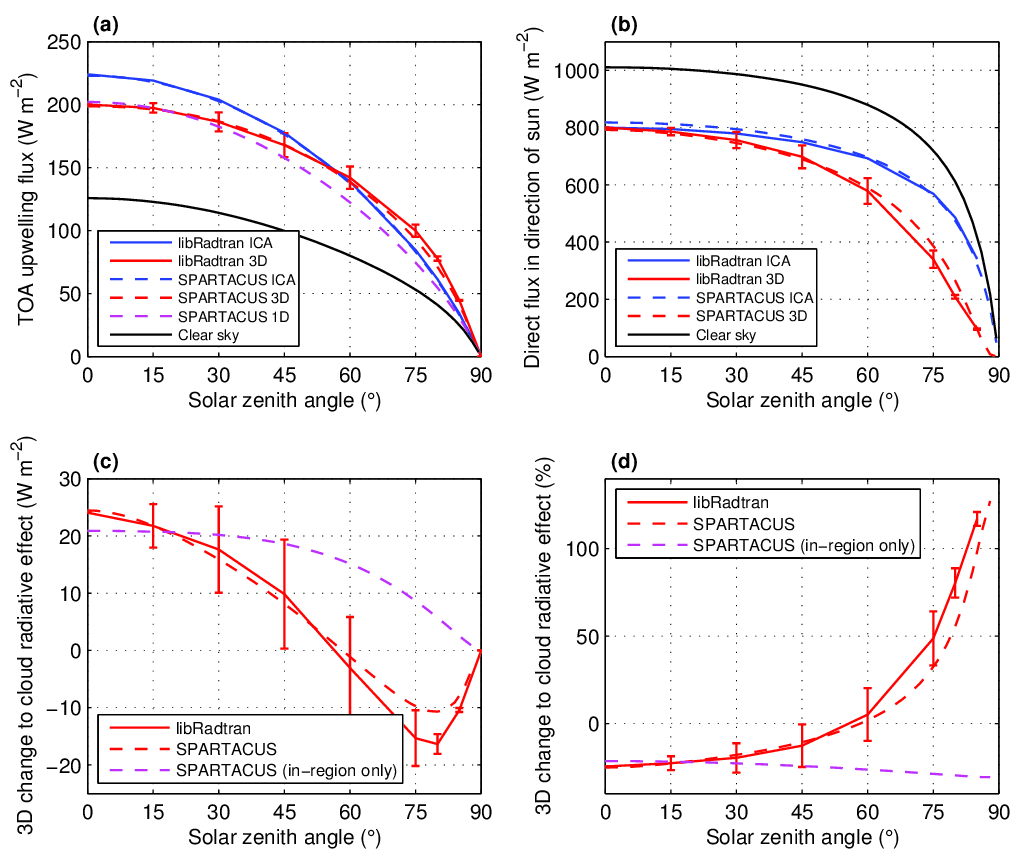 (a)
TOA upwelling flux (W m−2)
250
200
150
100
50
0
libRadtran ICA
libRadtran 3D
SPARTACUS ICA
SPARTACUS 3D
SPARTACUS 1D
Clear sky
0 15 30 45 60 75 90
Solar zenith angle (°)
(b)
Direct flux in direction of sun (W m−2)
1000
800
600
400
200
0
libRadtran ICA
libRadtran 3D
SPARTACUS ICA
SPARTACUS 3D
Clear sky
0 15 30 45 60 75 90
Solar zenith angle (°)
(c)
3D change to cloud radiative effect (W m−2)
30
20
10
0
−10
−20
libRadtran
SPARTACUS
SPARTACUS (in−region only)
0 15 30 45 60 75 90
Solar zenith angle (°)
(d)
3D change to cloud radiative effect (%)
100
50
0
libRadtran
SPARTACUS
SPARTACUS (in−region only)
0 15 30 45 60 75 90
Solar zenith angle (°)